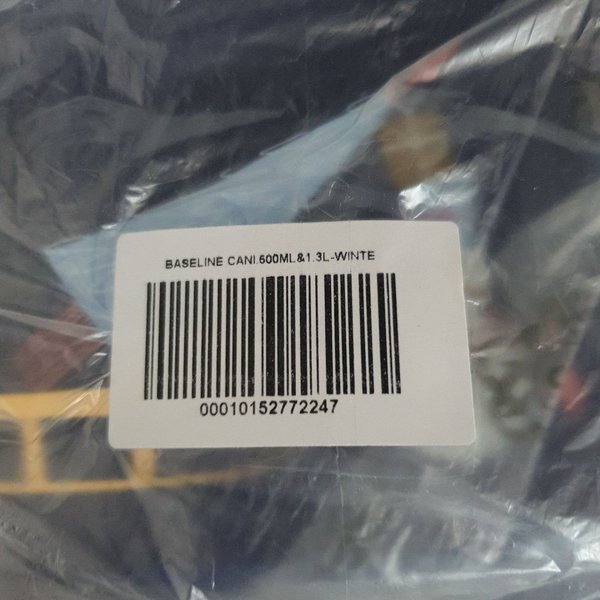 BASELINE CANI.600ML&1.3L-WINTE
00010152772247